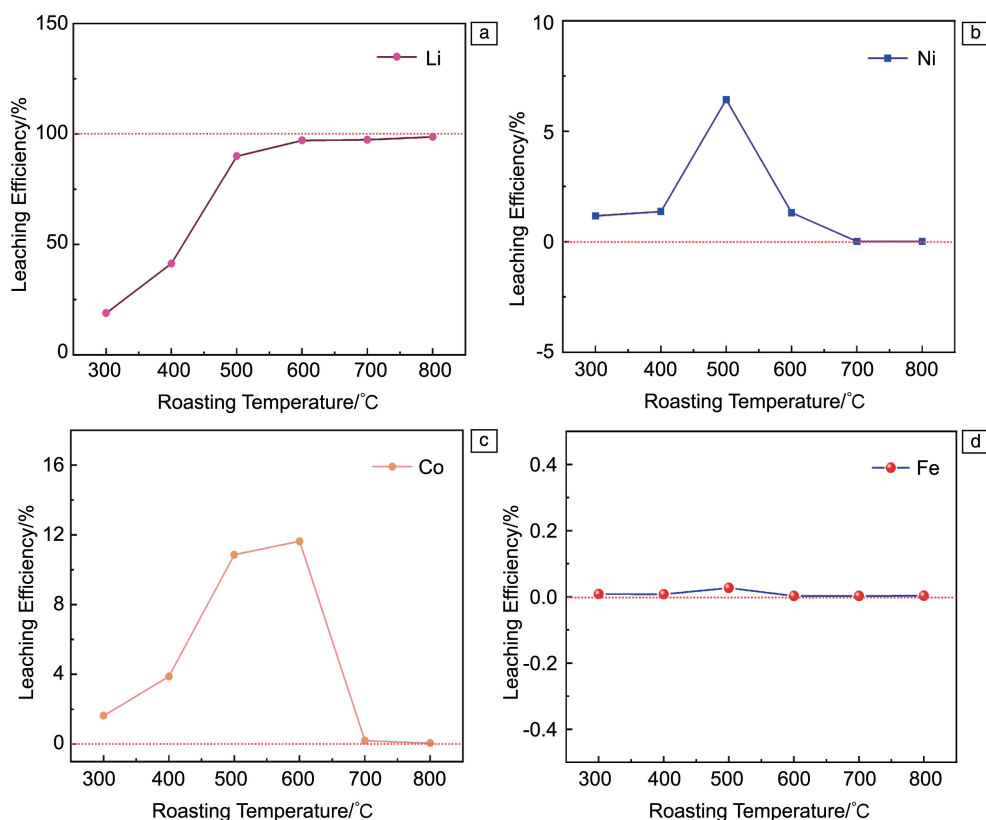 a
Li
Leaching Efficiency/%
150
100
50
0
300 400 500 600 700 800
Roasting Temperature/°C
b
Ni
Leaching Efficiency/%
10
5
0
-5
300 400 500 600 700 800
Roasting Temperature/°C
c
Co
Leaching Efficiency/%
16
12
8
4
0
300 400 500 600 700 800
Roasting Temperature/°C
d
Fe
Leaching Efficiency/%
0.4
0.2
0.0
-0.2
-0.4
300 400 500 600 700 800
Roasting Temperature/°C